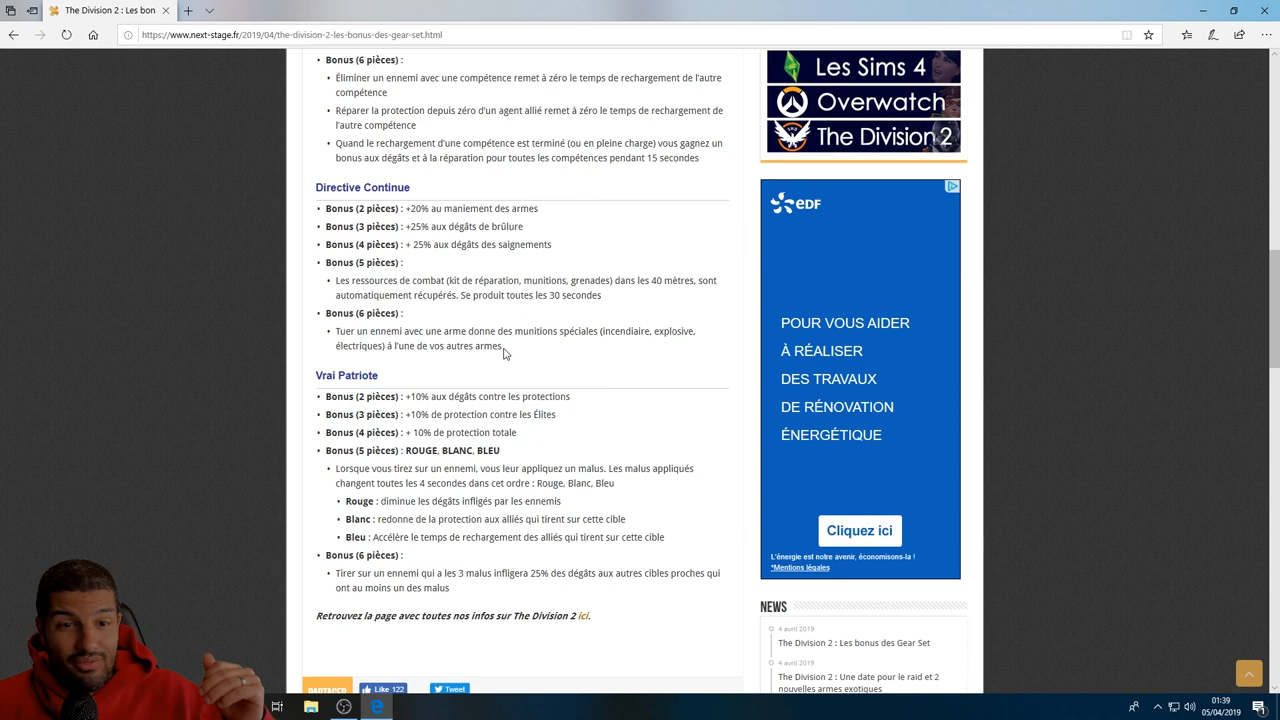 The Division 2 : Les bon
https://www.next-stage.fr/2019/04/the-division-2-les-bonus-des-gear-set.html
• Bonus (6 pièces) :
• Éliminer un ennemi avec une compétence remet à zéro le temps de rechargement de l'autre
compétence
• Réparer la protection depuis zéro d'un agent allié remet à zéro le temps de rechargement de
l'autre compétence
• Quand le rechargement d'une compétence est terminé (ou en pleine charge) vous gagnez un
bonus aux dégâts et à la réparation pour toutes les compétences pendant 15 secondes
Directive Continue
• Bonus (2 pièces) : +20% au maniement des armes
• Bonus (3 pièces) : +25% aux dégâts de brûlure
• Bonus (4 pièces) : + 25% aux dégâts des saignements
• Bonus (5 pièces) :
• Les ressources de combat (kit de réparation, munitions, grenades) dans les 40 mètres, sont
automatiquement récupérés. Se produit toutes les 30 secondes
• Bonus (6 pièces) :
• Tuer un ennemi avec une arme donne des munitions spéciales (incendiaire, explosive,
électriques) à l'une de vos autres armes
Vrai Patriote
• Bonus (2 pièces) : +10% aux dégâts contre les protections
• Bonus (3 pièces) : +10% de protection contre les Élites
• Bonus (4 pièces) : + 10% de protection totale
• Bonus (5 pièces) : ROUGE, BLANC, BLEU
• Lorsque vous tirez sur un ennemi, vous leur appliquez un malus. Les malus appliqués
changent toutes les 4 secondes dans cet ordre : Rouge, Blanc, Bleu
• Rouge : diminue les dégâts infligés par les ennemis
• Blanc : redonne de la protection aux alliés qui tirent sur cette cible
• Bleu : Accélère le temps de rechargement des alliés qui tirent sur cette cible
• Bonus (6 pièces) :
• Tirer sur un ennemi qui a les 3 malus infligera 25% des dégâts aux autres cibles proches qui
ont au moins un des malus
Retrouvez la page avec toutes nos infos sur The Division 2 ici.
PARTAGER
Like 122
Tweet
Les Sims 4
Overwatch
The Division 2
edf
POUR VOUS AIDER
À RÉALISER
DES TRAVAUX
DE RÉNOVATION
ÉNERGÉTIQUE
Cliquez ici
L'énergie est notre avenir, économisons-la !
*Mentions légales
NEWS
4 avril 2019
The Division 2 : Les bonus des Gear Set
4 avril 2019
The Division 2 : Une date pour le raid et 2
nouvelles armes exotiques
01:39
05/04/2019